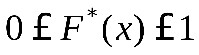 0 £ F*(x) £ 1